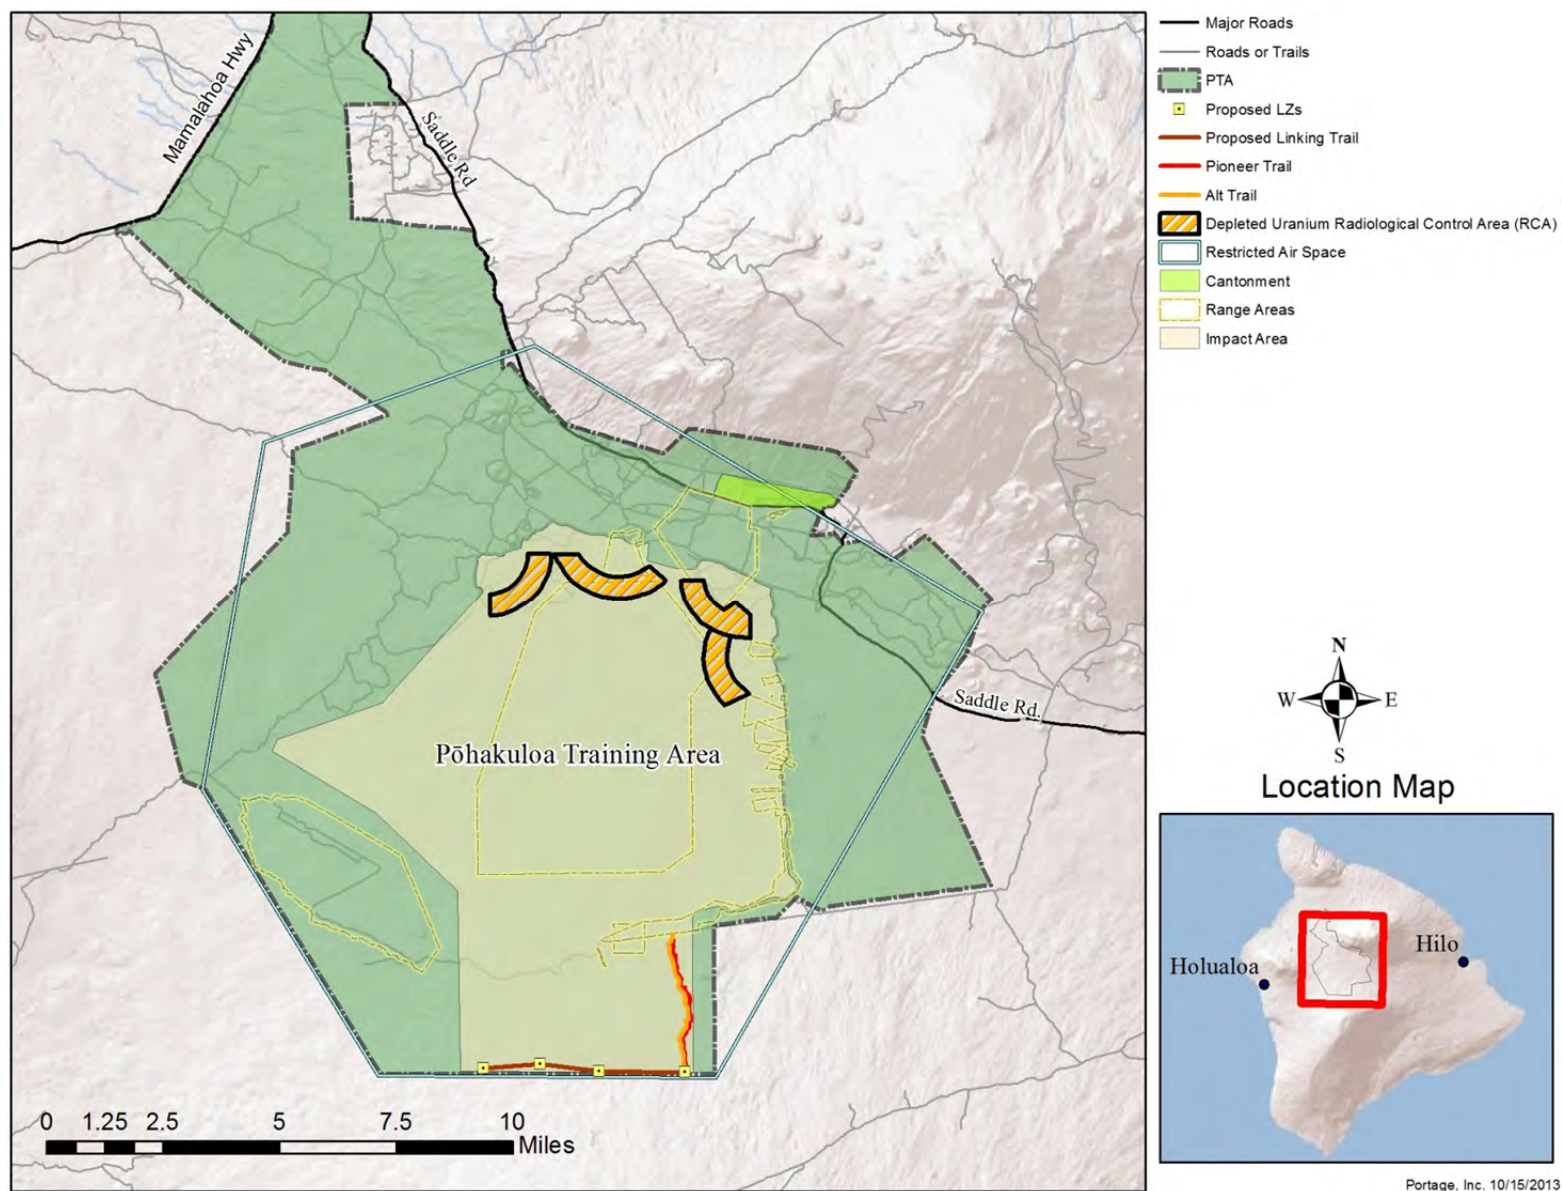 Mamalahoa Hwy
Saddle Rd
Saddle Rd.
Pōhakuloa Training Area
0 1.25 2.5 5 7.5 10
Miles
Major Roads
Roads or Trails
PTA
Proposed LZs
Proposed Linking Trail
Pioneer Trail
Alt Trail
Depleted Uranium Radiological Control Area (RCA)
Restricted Air Space
Cantonment
Range Areas
Impact Area
N
W E
S
Location Map
Hilo
Holualoa
Portage, Inc. 10/15/2013